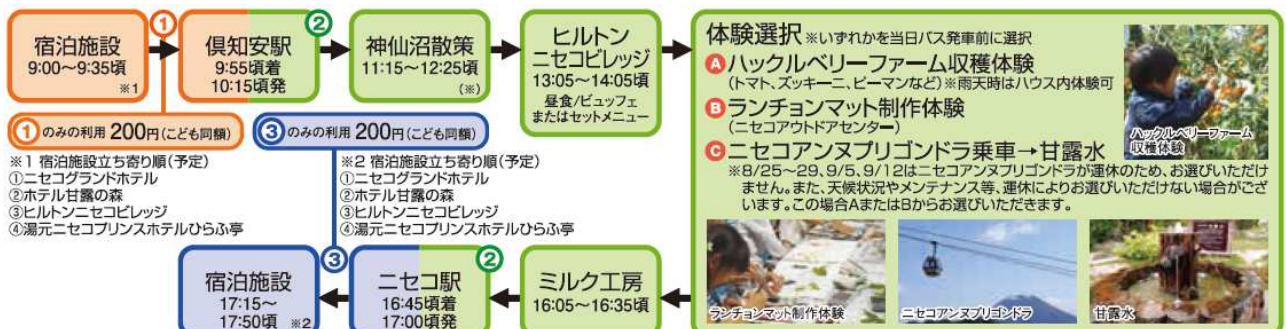 宿泊施設
9:00～9:35頃
※1
①
倶知安駅
9:55頃着
10:15頃発
②
神仙沼散策
11:15～12:25頃
(※)
ヒルトン
ニセコビレッジ
13:05～14:05頃
昼食/ビュッフェ
またはセットメニュー
体験選択 ※いずれかを当日バス発車前に選択
A ハックルベリーファーム収穫体験
(トマト、ズッキーニ、ピーマンなど)※雨天時はハウス内体験可
B ランチョンマット制作体験
(ニセコアウトドアセンター)
C ニセコアンヌプリゴンドラ乗車→甘露水
※8/25～29、9/5、9/12はニセコアンヌプリゴンドラが運休のため、お選びいただけ
ません。また、天候状況やメンテナンス等、運休によりお選びいただけない場合がござ
います。この場合AまたはBからお選びいただきます。
ハックルベリーファーム
収穫体験
ランチョンマット制作体験
ニセコアンヌプリゴンドラ
甘露水
①のみの利用 200円(こども同額)
※1 宿泊施設立ち寄り順(予定)
①ニセコグランドホテル
②ホテル甘露の森
③ヒルトンニセコビレッジ
④湯元ニセコプリンスホテルひらふ亭
③のみの利用 200円(こども同額)
※2 宿泊施設立ち寄り順(予定)
①ニセコグランドホテル
②ホテル甘露の森
③ヒルトンニセコビレッジ
④湯元ニセコプリンスホテルひらふ亭
ミルク工房
16:05～16:35頃
②
ニセコ駅
16:45頃着
17:00頃発
③
宿泊施設
17:15～
17:50頃 ※2